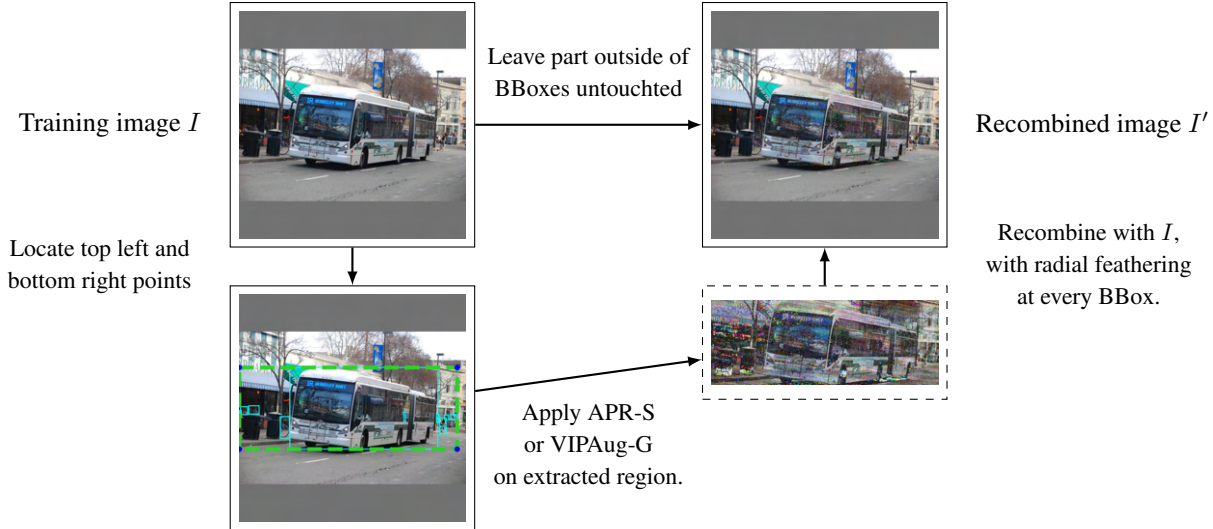 Leave part outside of
BBoxes untouchted
Training image I
Recombined image I′
Locate top left and
bottom right points
Recombine with I,
with radial feathering
at every BBox.
Apply APR-S
or VIPAug-G
on extracted region.